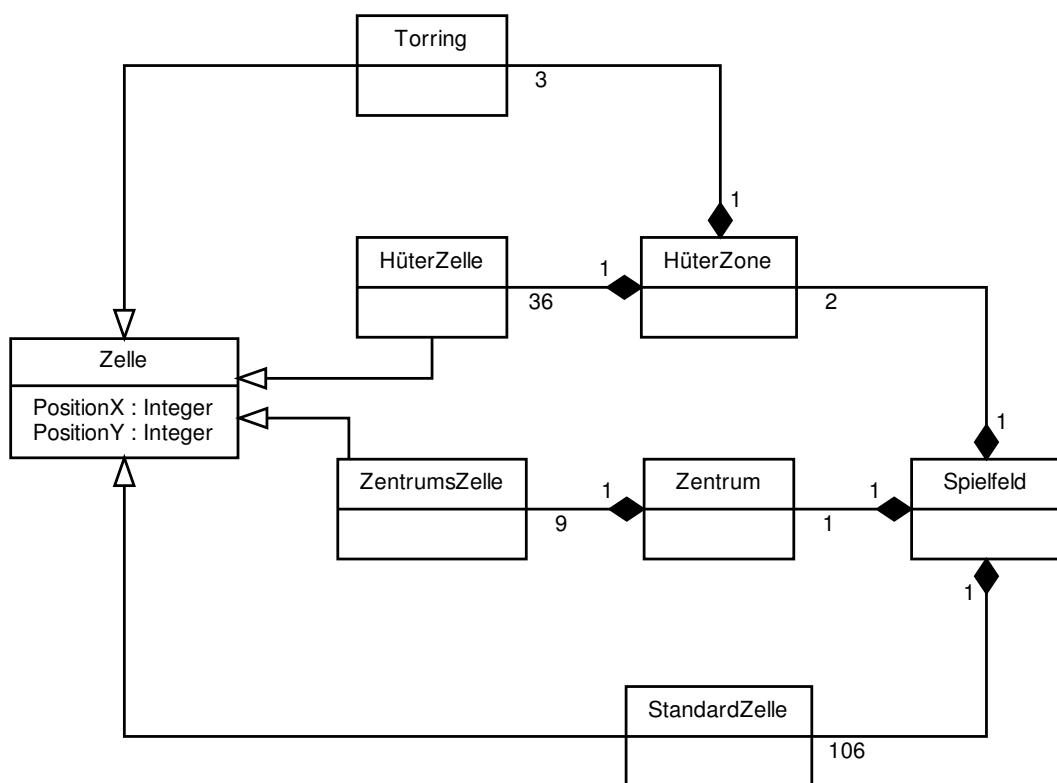 Torring
3
1
HüterZelle
1
HüterZone
36
2
Zelle
PositionX : Integer
PositionY : Integer
1
ZentrumsZelle
1
Zentrum
1
Spielfeld
9
1
1
StandardZelle
106